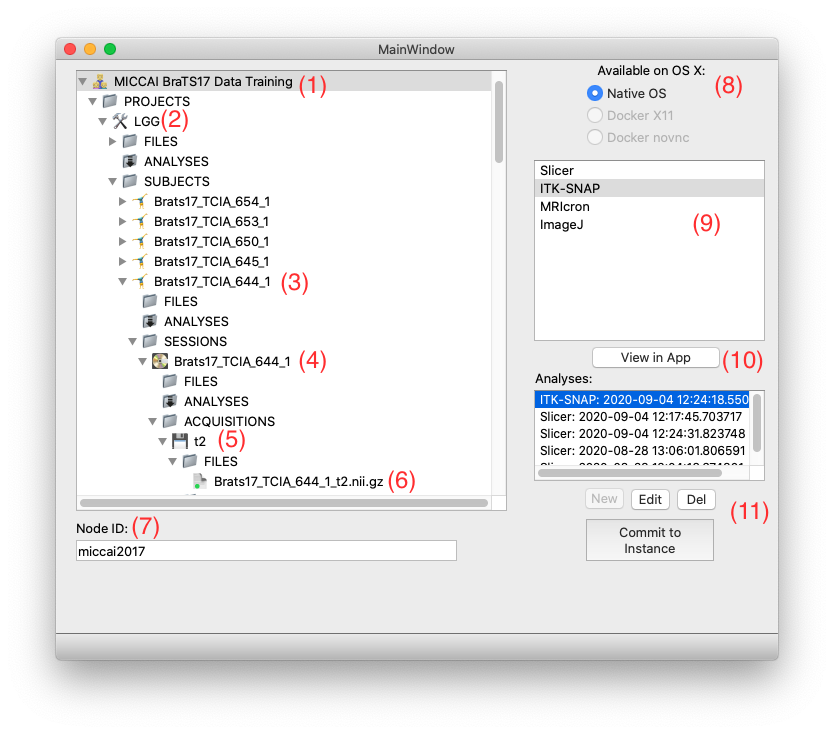 MainWindow
MICCAI BraTS17 Data Training (1)
PROJECTS
LGG (2)
FILES
ANALYSES
SUBJECTS
Brats17_TCIA_654_1
Brats17_TCIA_653_1
Brats17_TCIA_650_1
Brats17_TCIA_645_1
Brats17_TCIA_644_1 (3)
FILES
ANALYSES
SESSIONS
Brats17_TCIA_644_1 (4)
FILES
ANALYSES
ACQUISITIONS
t2 (5)
FILES
Brats17_TCIA_644_1_t2.nii.gz (6)
Node ID: (7)
miccai2017
Available on OS X:
(8)
Native OS
Docker X11
Docker novnc
Slicer
ITK-SNAP
MRIcron
ImageJ
(9)
View in App (10)
Analyses:
ITK-SNAP: 2020-09-04 12:24:18.550
Slicer: 2020-09-04 12:17:45.703717
Slicer: 2020-09-04 12:24:31.823748
Slicer: 2020-08-28 13:06:01.806591
New Edit Del
(11)
Commit to
Instance